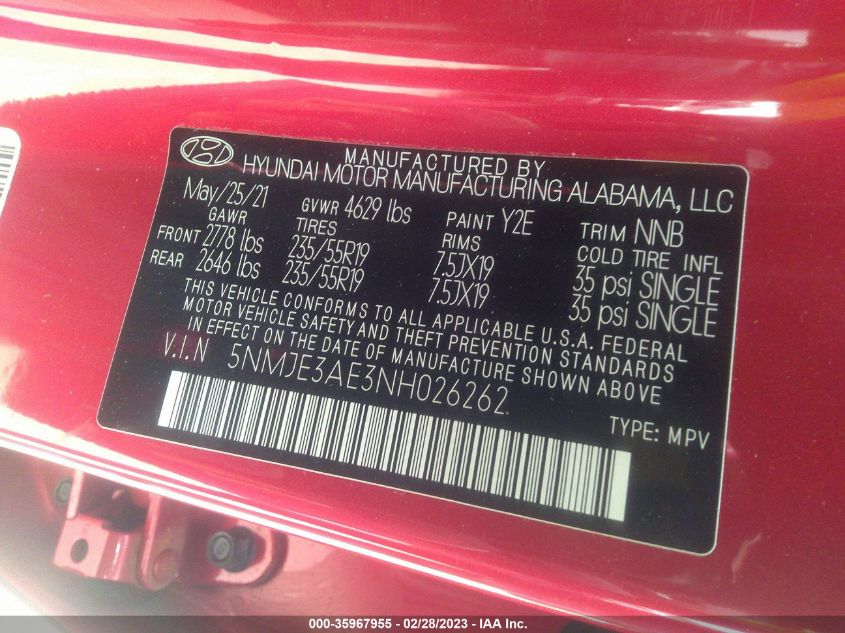 MANUFACTURED BY
HYUNDAI MOTOR MANUFACTURING ALABAMA, LLC
May/25/21 GVWR 4629 lbs PAINT Y2E TRIM NNB
GAWR TIRES RIMS COLD TIRE INFL
FRONT 2778 lbs 235/55R19 7.5JX19 35 psi SINGLE
REAR 2646 lbs 235/55R19 7.5JX19 35 psi SINGLE
THIS VEHICLE CONFORMS TO ALL APPLICABLE U.S.A. FEDERAL
MOTOR VEHICLE SAFETY AND THEFT PREVENTION STANDARDS
IN EFFECT ON THE DATE OF MANUFACTURE SHOWN ABOVE
V.I.N 5NMJE3AE3NH026262
TYPE: MPV
000-35967955 - 02/28/2023 - IAA Inc.